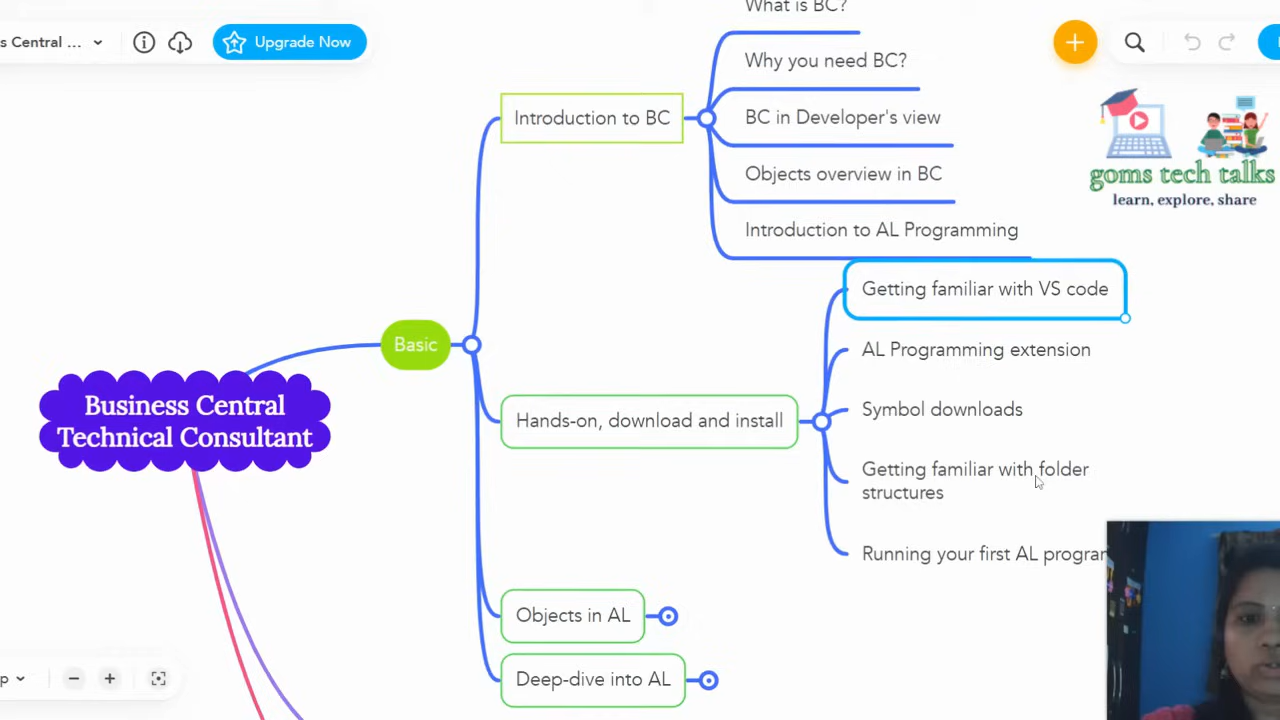 What is BC?
s Central ...
Upgrade Now
Why you need BC?
Introduction to BC
BC in Developer's view
Objects overview in BC
goms tech talks
learn, explore, share
Introduction to AL Programming
Getting familiar with VS code
Basic
AL Programming extension
Business Central
Technical Consultant
Hands-on, download and install
Symbol downloads
Getting familiar with folder
structures
Running your first AL program
Objects in AL
Deep-dive into AL
p